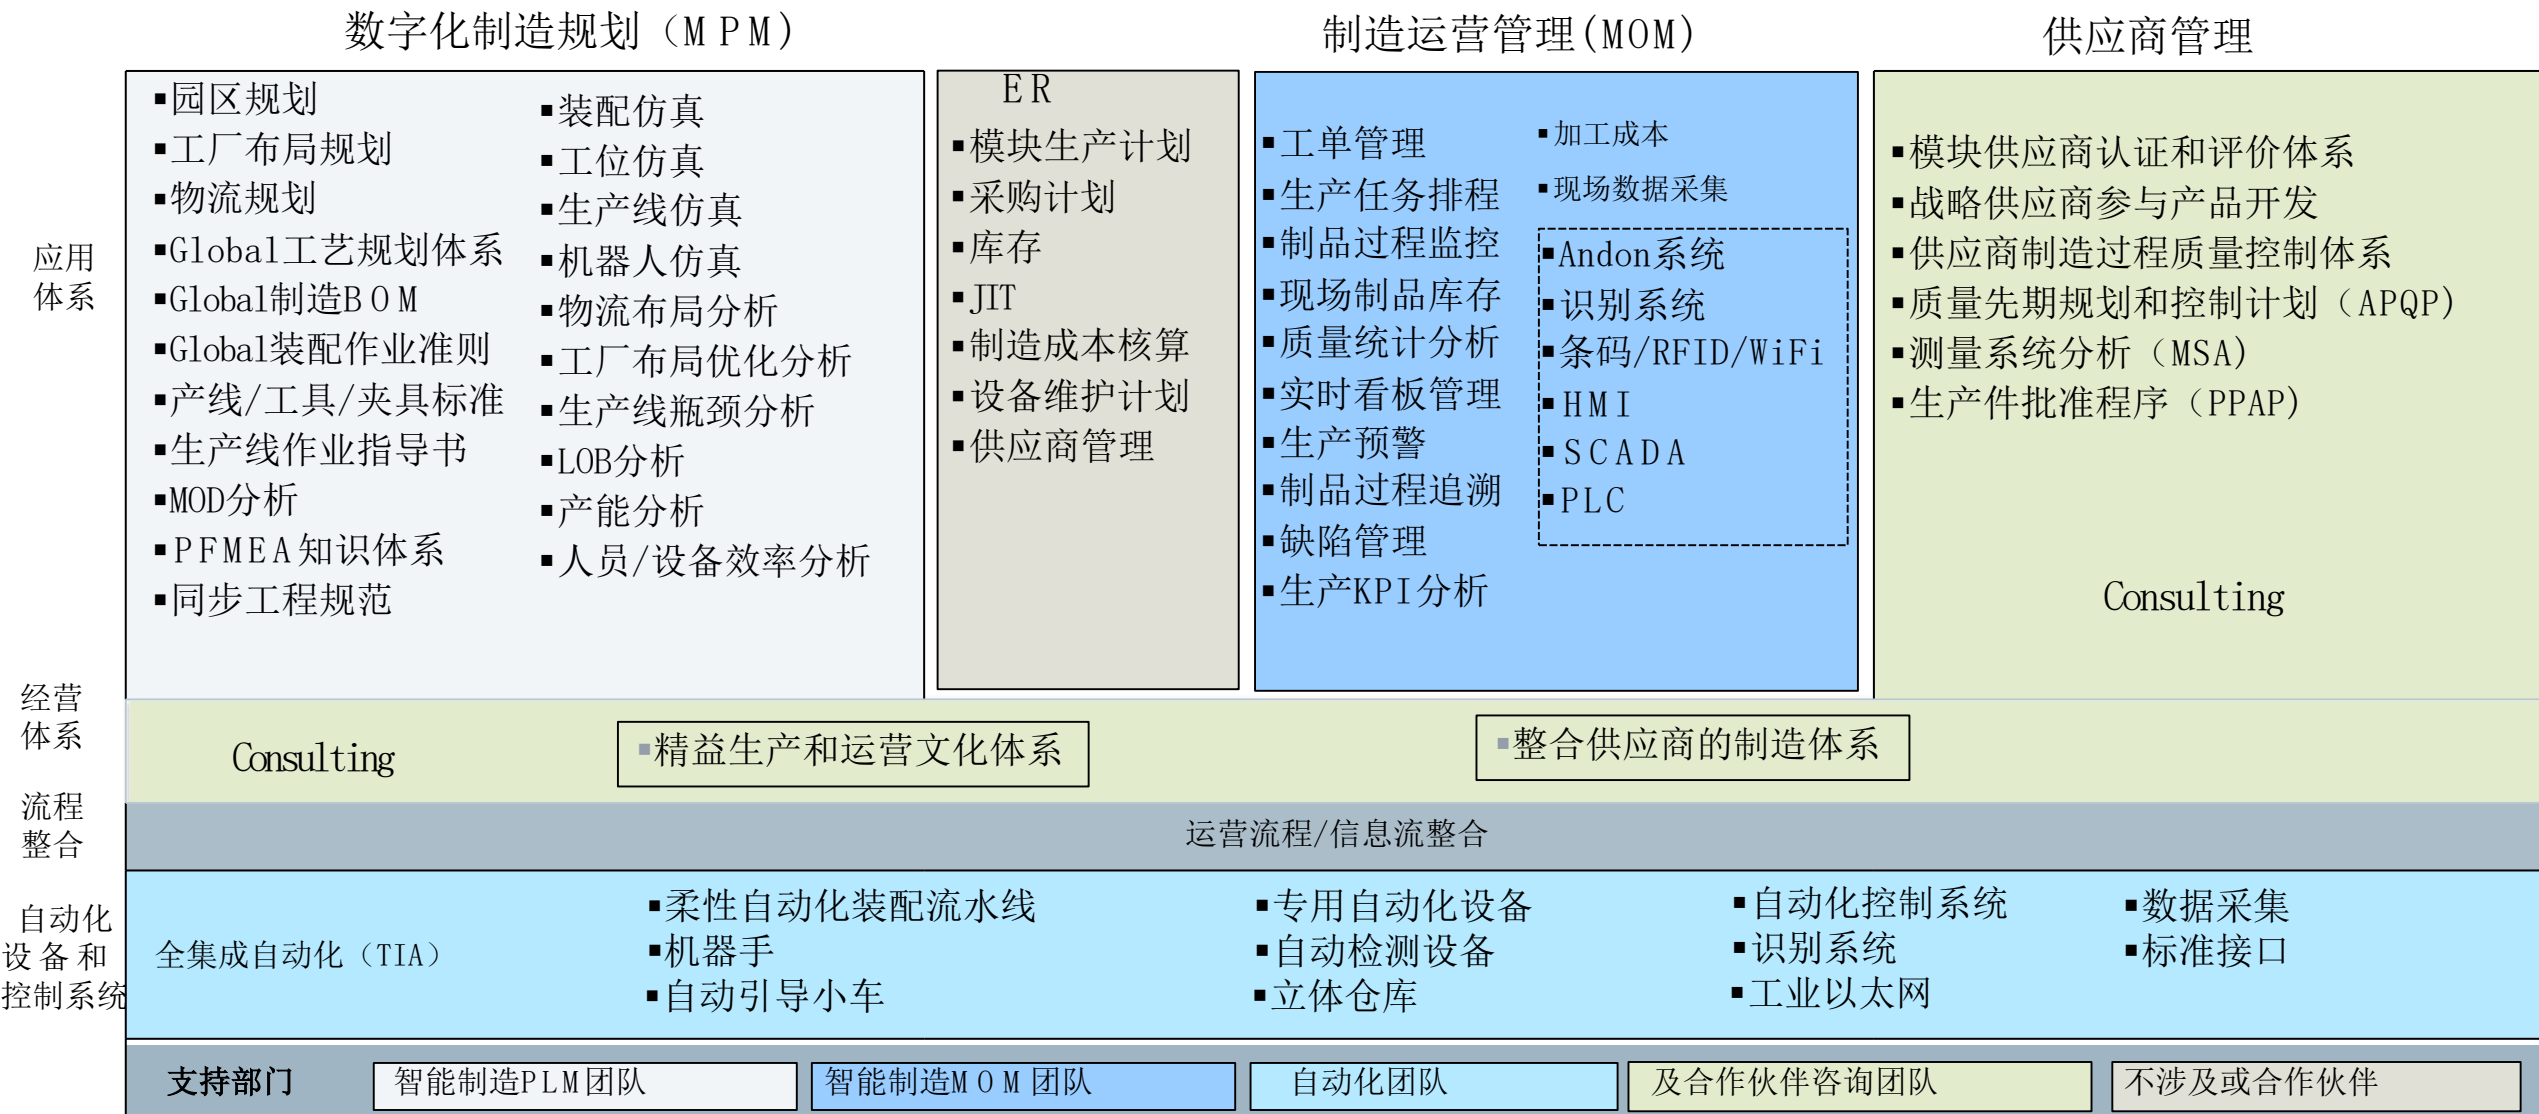 数字化制造规划（MPM）
制造运营管理(MOM)
供应商管理
应用
体系
▪园区规划
▪工厂布局规划
▪物流规划
▪Global工艺规划体系
▪Global制造BOM
▪Global装配作业准则
▪产线/工具/夹具标准
▪生产线作业指导书
▪MOD分析
▪PFMEA知识体系
▪同步工程规范
▪装配仿真
▪工位仿真
▪生产线仿真
▪机器人仿真
▪物流布局分析
▪工厂布局优化分析
▪生产线瓶颈分析
▪LOB分析
▪产能分析
▪人员/设备效率分析
ER
▪模块生产计划
▪采购计划
▪库存
▪JIT
▪制造成本核算
▪设备维护计划
▪供应商管理
▪工单管理
▪生产任务排程
▪制品过程监控
▪现场制品库存
▪质量统计分析
▪实时看板管理
▪生产预警
▪制品过程追溯
▪缺陷管理
▪生产KPI分析
▪加工成本
▪现场数据采集
▪Andon系统
▪识别系统
▪条码/RFID/WiFi
▪HMI
▪SCADA
▪PLC
▪模块供应商认证和评价体系
▪战略供应商参与产品开发
▪供应商制造过程质量控制体系
▪质量先期规划和控制计划（APQP)
▪测量系统分析（MSA)
▪生产件批准程序（PPAP)
Consulting
经营
体系
Consulting
▪精益生产和运营文化体系
▪整合供应商的制造体系
流程
整合
运营流程/信息流整合
自动化
设备和
控制系统
全集成自动化（TIA）
▪柔性自动化装配流水线
▪机器手
▪自动引导小车
▪专用自动化设备
▪自动检测设备
▪立体仓库
▪自动化控制系统
▪识别系统
▪工业以太网
▪数据采集
▪标准接口
支持部门
智能制造PLM团队
智能制造MOM团队
自动化团队
及合作伙伴咨询团队
不涉及或合作伙伴